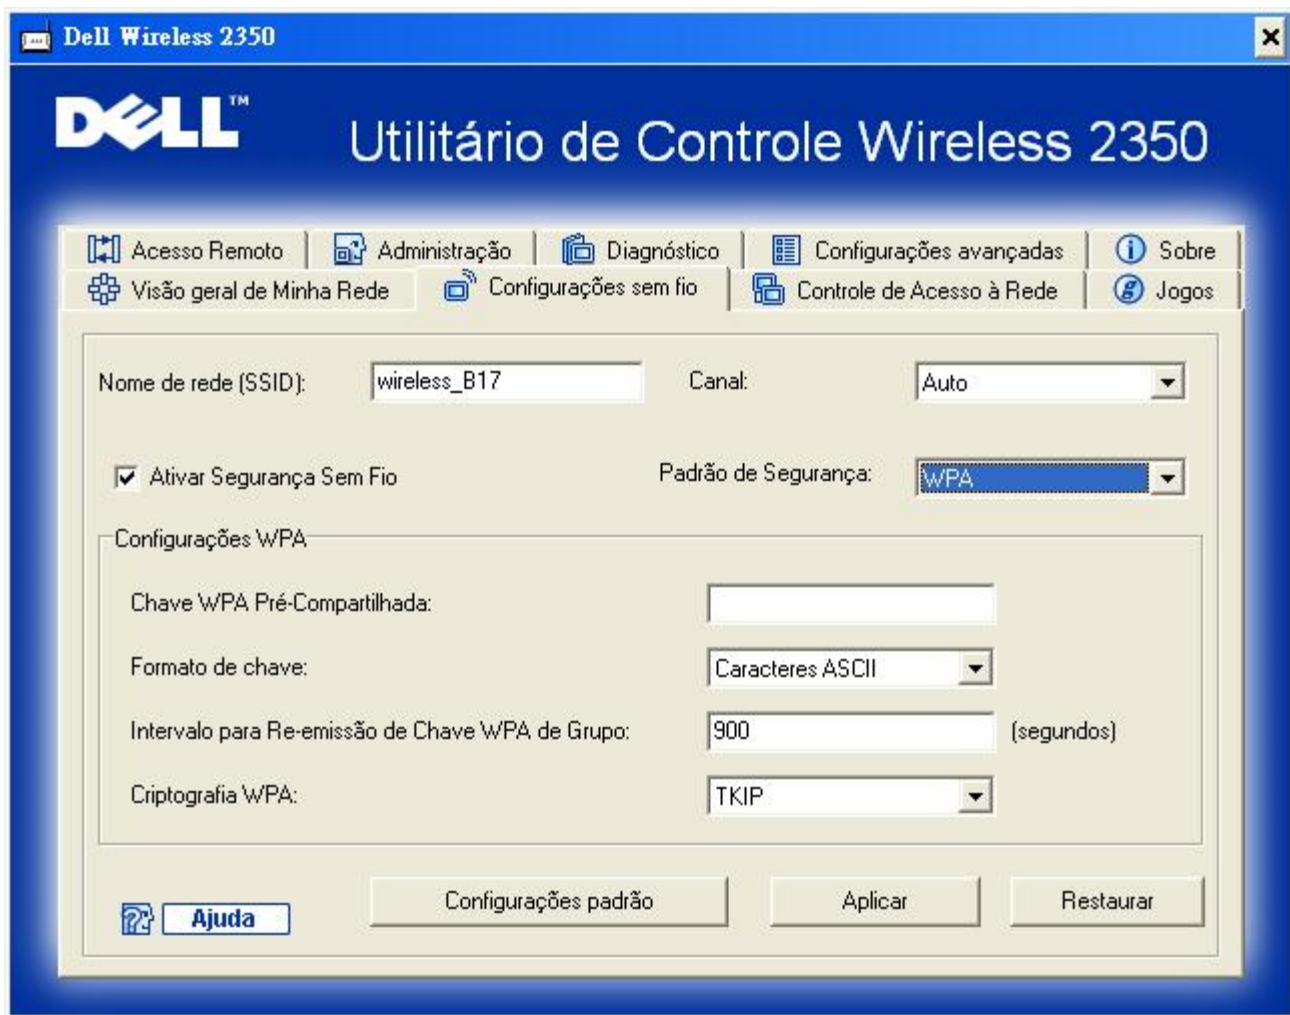 Dell Wireless 2350
DELL™
Utilitário de Controle Wireless 2350
Acesso Remoto
Administração
Diagnóstico
Configurações avançadas
Sobre
Visão geral de Minha Rede
Configurações sem fio
Controle de Acesso à Rede
Jogos
Nome de rede (SSID):
wireless_B17
Canal:
Auto
Ativar Segurança Sem Fio
Padrão de Segurança:
WPA
Configurações WPA
Chave WPA Pré-Compartilhada:
Formato de chave:
Caracteres ASCII
Intervalo para Re-emissão de Chave WPA de Grupo:
900
(segundos)
Criptografia WPA:
TKIP
Ajuda
Configurações padrão
Aplicar
Restaurar